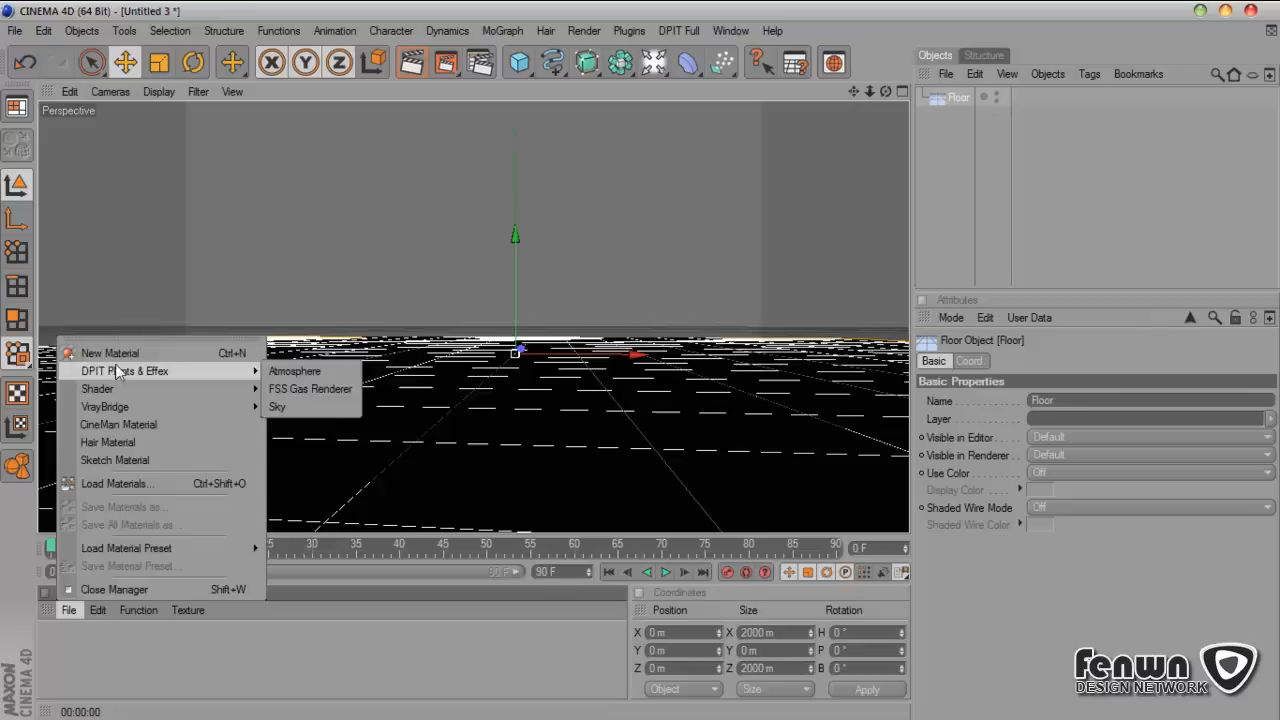 CINEMA 4D (64 Bit) - [Untitled 3 *]
File Edit Objects Tools Selection Structure Functions Animation Character Dynamics MoGraph Hair Render Plugins DPIT Full Window Help
X Y Z
Objects Structure
File Edit View Objects Tags Bookmarks
Edit Cameras Display Filter View
Perspective
Floor
Attributes
Mode Edit User Data
Floor Object [Floor]
Basic Coord
Basic Properties
Name Floor
Layer
Visible in Editor Default
Visible in Renderer Default
Use Color Off
Display Color
Shaded Wire Mode Off
Shaded Wire Color
New Material Ctrl+N
DPIT & Effex
Shader
VrayBridge
CineMan Material
Hair Material
Sketch Material
Load Materials... Ctrl+Shift+O
Save Materials as...
Save All Materials as...
Load Material Preset
Save Material Preset...
Close Manager Shift+W
Atmosphere
FSS Gas Renderer
Sky
30 35 40 45 50 55 60 65 70 75 80 85 90 0 F
90 F 90 F
File Edit Function Texture
Coordinates
Position Size Rotation
X 0 m X 2000 m H 0 °
Y 0 m Y 0 m P 0 °
Z 0 m Z 2000 m B 0 °
Object Size Apply
MAXON
CINEMA 4D
00:00:00
fenwn
DESIGN NETWORK